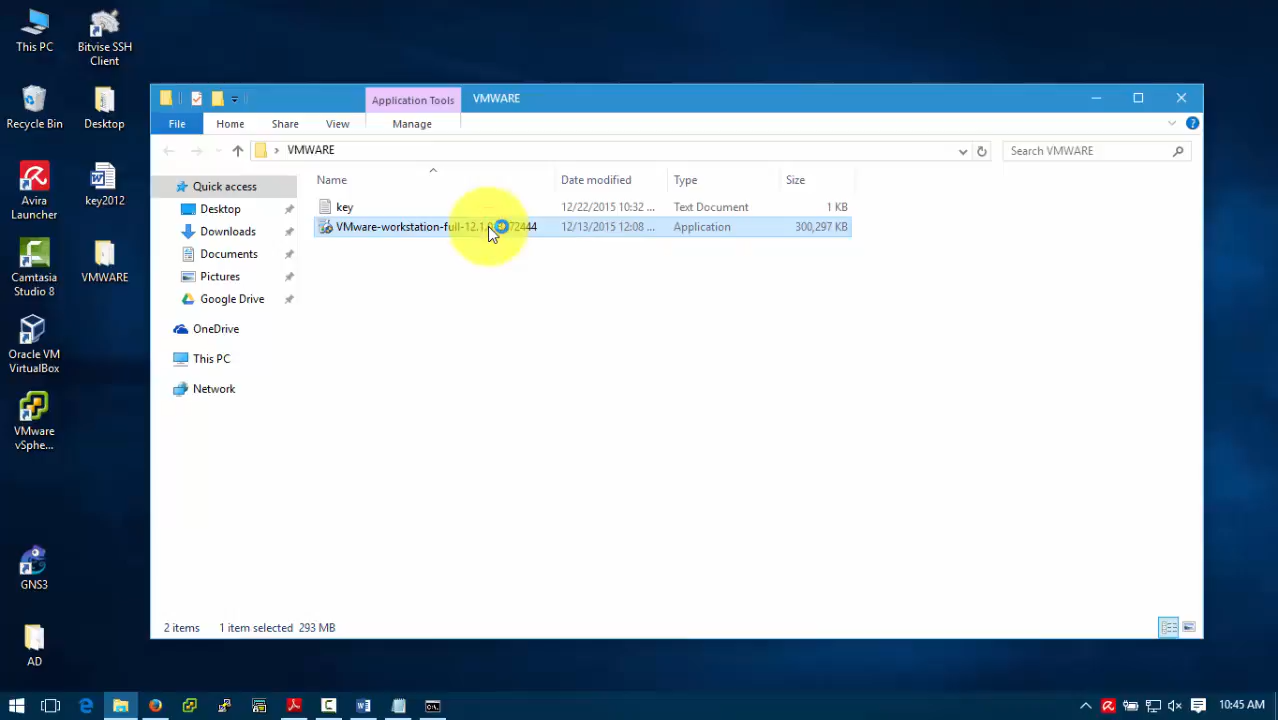 This PC
Bitvise SSH
Client
Recycle Bin
Desktop
Avira
Launcher
key2012
Camtasia
Studio 8
VMWARE
Oracle VM
VirtualBox
VMware
vSphe...
GNS3
AD
Application Tools
VMWARE
File
Home
Share
View
Manage
VMWARE
Search VMWARE
Quick access
Desktop
Downloads
Documents
Pictures
Google Drive
OneDrive
This PC
Network
Name
Date modified
Type
Size
key
12/22/2015 10:32 ...
Text Document
1 KB
VMware-workstation-full-12.1
12/13/2015 12:08 ...
Application
300,297 KB
2 items
1 item selected
293 MB
10:45 AM